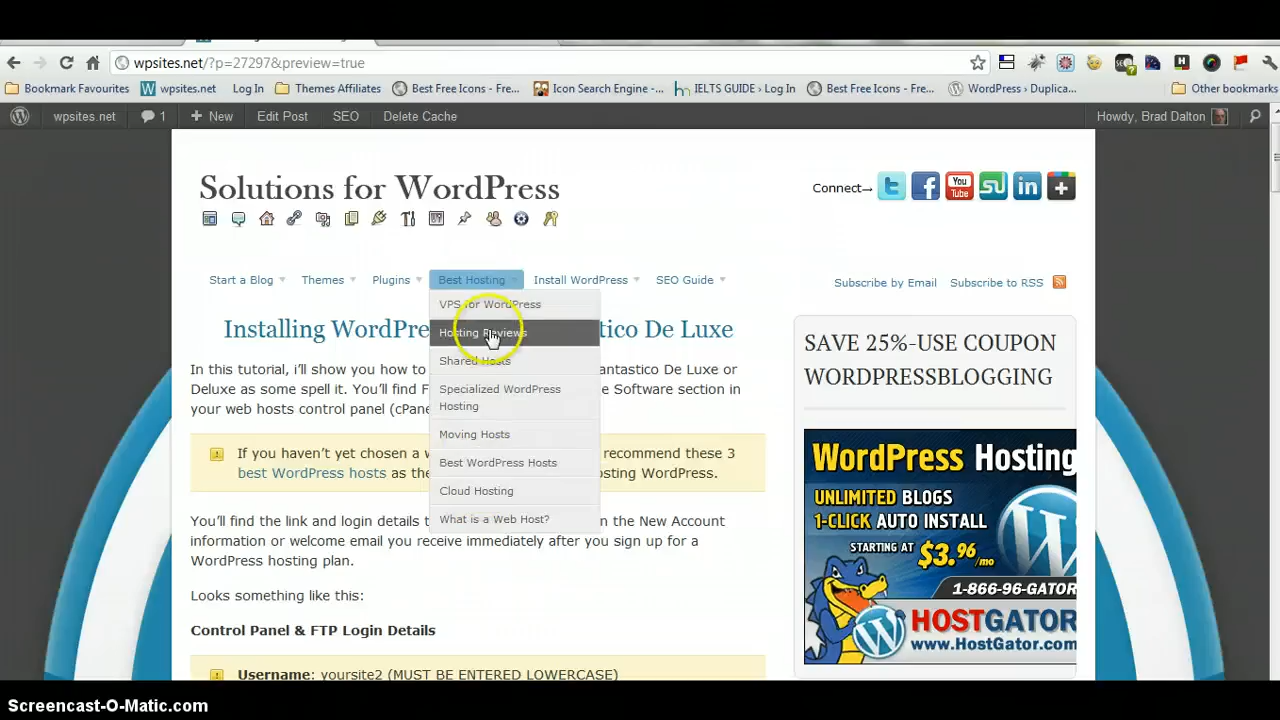 wpsites.net/?p=27297&preview=true
Bookmark Favourites
wpsites.net
Log In
Themes Affiliates
Best Free Icons - Fre...
Icon Search Engine -...
IELTS GUIDE › Log In
Best Free Icons - Fre...
WordPress › Duplica...
Other bookmarks
wpsites.net
1
+ New
Edit Post
SEO
Delete Cache
Howdy, Brad Dalton
Solutions for WordPress
Connect→
You
Tube
in
Start a Blog
Themes
Plugins
Best Hosting
Install WordPress
SEO Guide
Subscribe by Email
Subscribe to RSS
VPS for WordPress
Hosting Reviews
Shared Hosts
Specialized WordPress
Hosting
Moving Hosts
Best WordPress Hosts
Cloud Hosting
What is a Web Host?
Installing WordPre tico De Luxe
In this tutorial, i'll show you how to antastico De Luxe or
Deluxe as some spell it. You'll find F e Software section in
your web hosts control panel (cPane
If you haven't yet chosen a w recommend these 3
best WordPress hosts as the osting WordPress.
You'll find the link and login details t n the New Account
information or welcome email you receive immediately after you sign up for a
WordPress hosting plan.
Looks something like this:
Control Panel & FTP Login Details
Username: yoursite2 (MUST BE ENTERED LOWERCASE)
SAVE 25%-USE COUPON
WORDPRESSBLOGGING
WordPress Hosting
UNLIMITED BLOGS
1-CLICK AUTO INSTALL
STARTING AT $3.96/mo
1-866-96-GATOR
HOSTGATOR
www.HostGator.com
Screencast-O-Matic.com